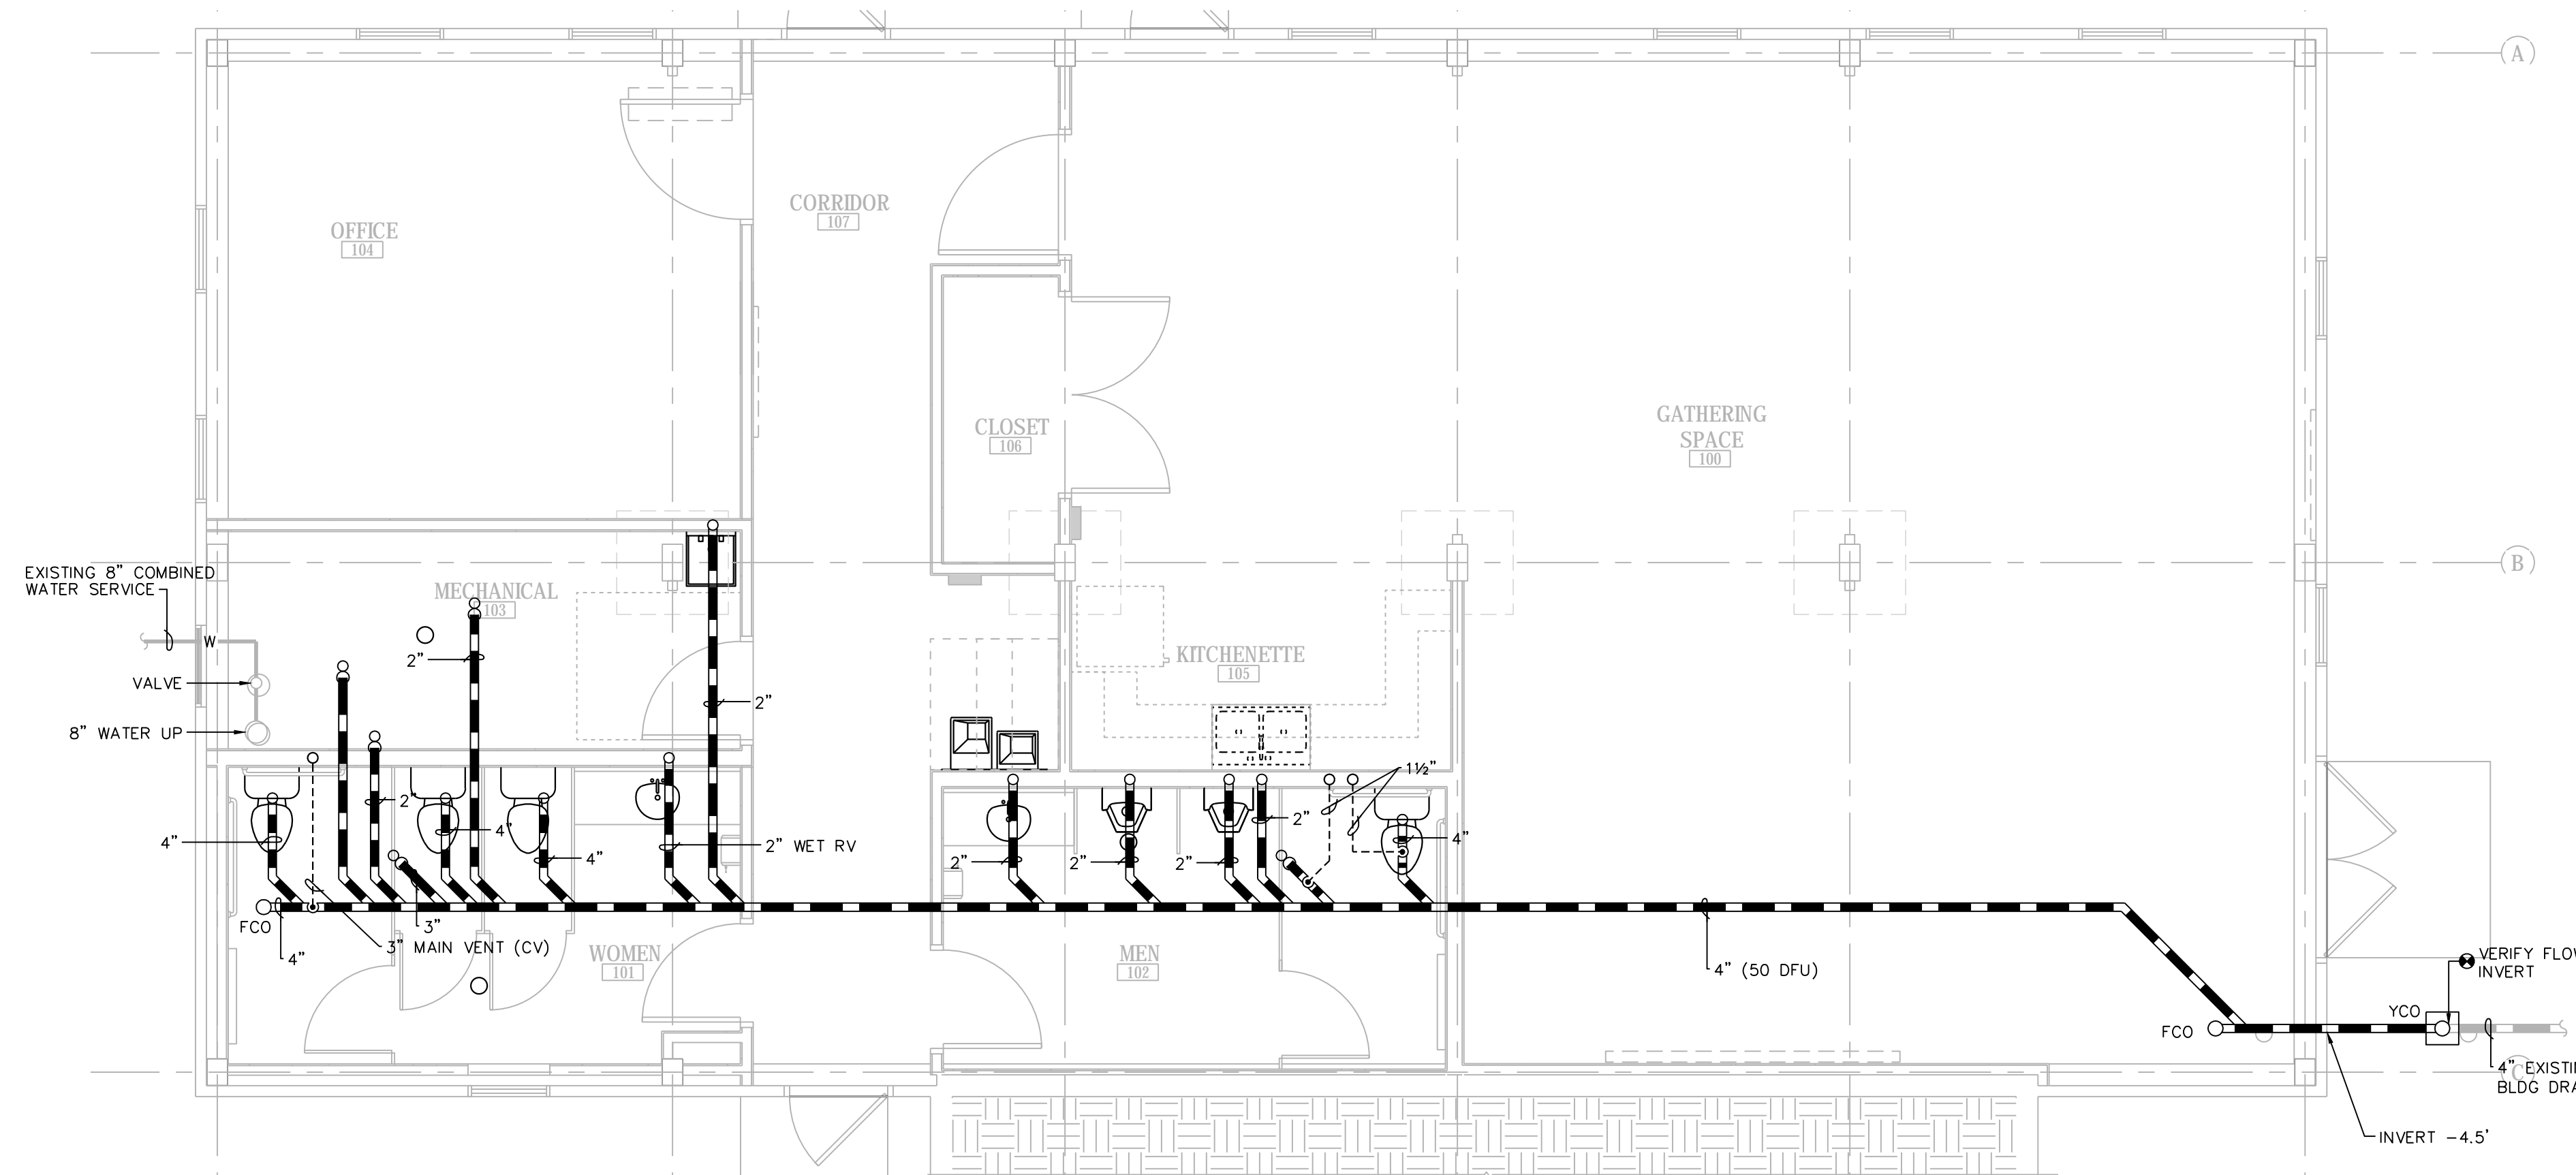 A
CORRIDOR
107
OFFICE
104
GATHERING
SPACE
100
CLOSET
106
B
EXISTING 8" COMBINED
WATER SERVICE
MECHANICAL
103
W
2"
KITCHENETTE
105
VALVE
2"
8" WATER UP
1½"
2"
4"
2"
4"
4"
4"
2" WET RV
2"
2"
2"
4"
FCO
3"
3" MAIN VENT (CV)
4"
WOMEN
101
MEN
102
4" (50 DFU)
VERIFY FLOW
INVERT
YCO
FCO
4" EXISTIN
BLDG DRA
C
INVERT -4.5'